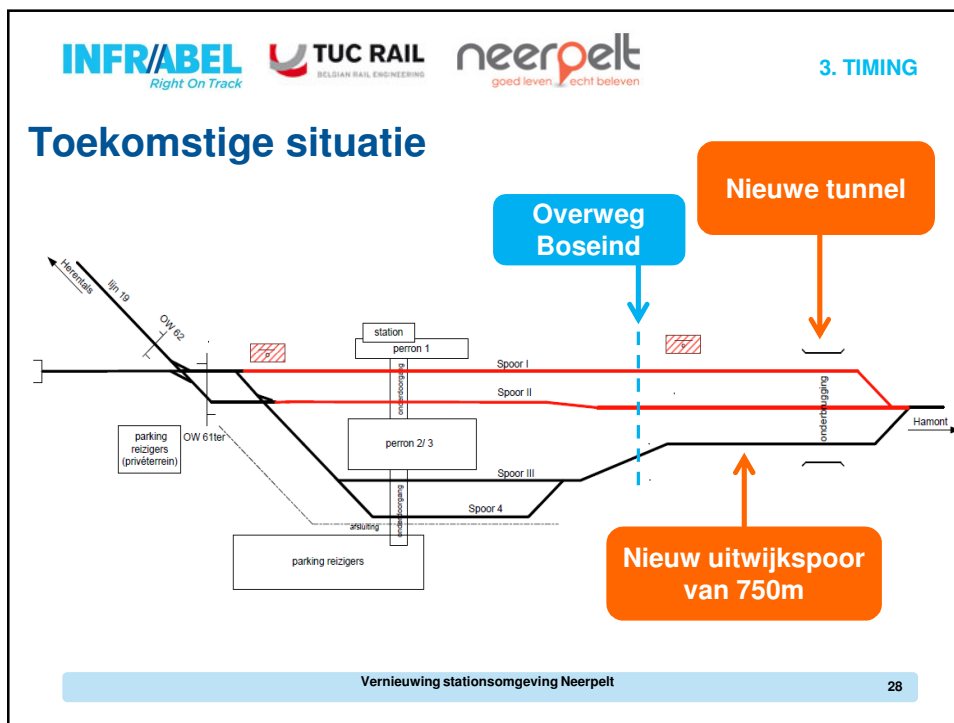 INFRABEL
Right On Track
TUC RAIL
BELGIAN RAIL ENGINEERING
neerpelt
goed leven echt beleven
3. TIMING
Toekomstige situatie
Nieuwe tunnel
Overweg
Boseind
Herentals
lijn 19
OW 62
station
perron 1
Spoor I
onderdoorgang
Spoor II
onderbrugging
Hamont
parking
reizigers
(privéterrein)
OW 61ter
perron 2/ 3
Spoor III
onderdoorgang
Spoor 4
afsluiting
parking reizigers
Nieuw uitwijkspoor
van 750m
Vernieuwing stationsomgeving Neerpelt
28